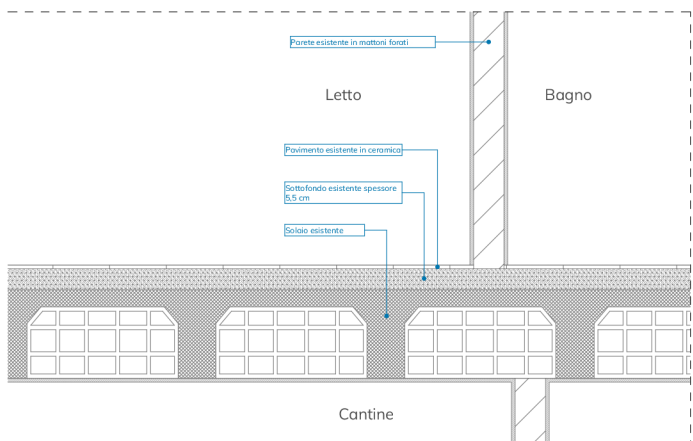 Parete esistente in mattoni forati
Letto
Bagno
Pavimento esistente in ceramica
Sottofondo esistente spessore
5,5 cm
Solaio esistente
Cantine